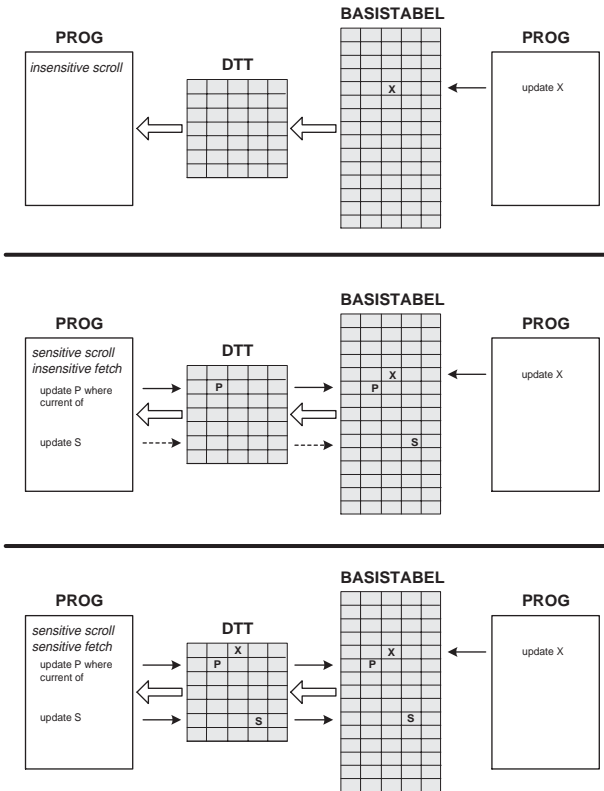 BASISTABEL
PROG
PROG
DTT
insensitive scroll
X
update X
BASISTABEL
PROG
PROG
DTT
sensitive scroll
insensitive fetch
X
update X
update P where
current of
P
P
update S
S
BASISTABEL
PROG
PROG
DTT
sensitive scroll
sensitive fetch
X
X
update X
update P where
current of
P
P
update S
S
S